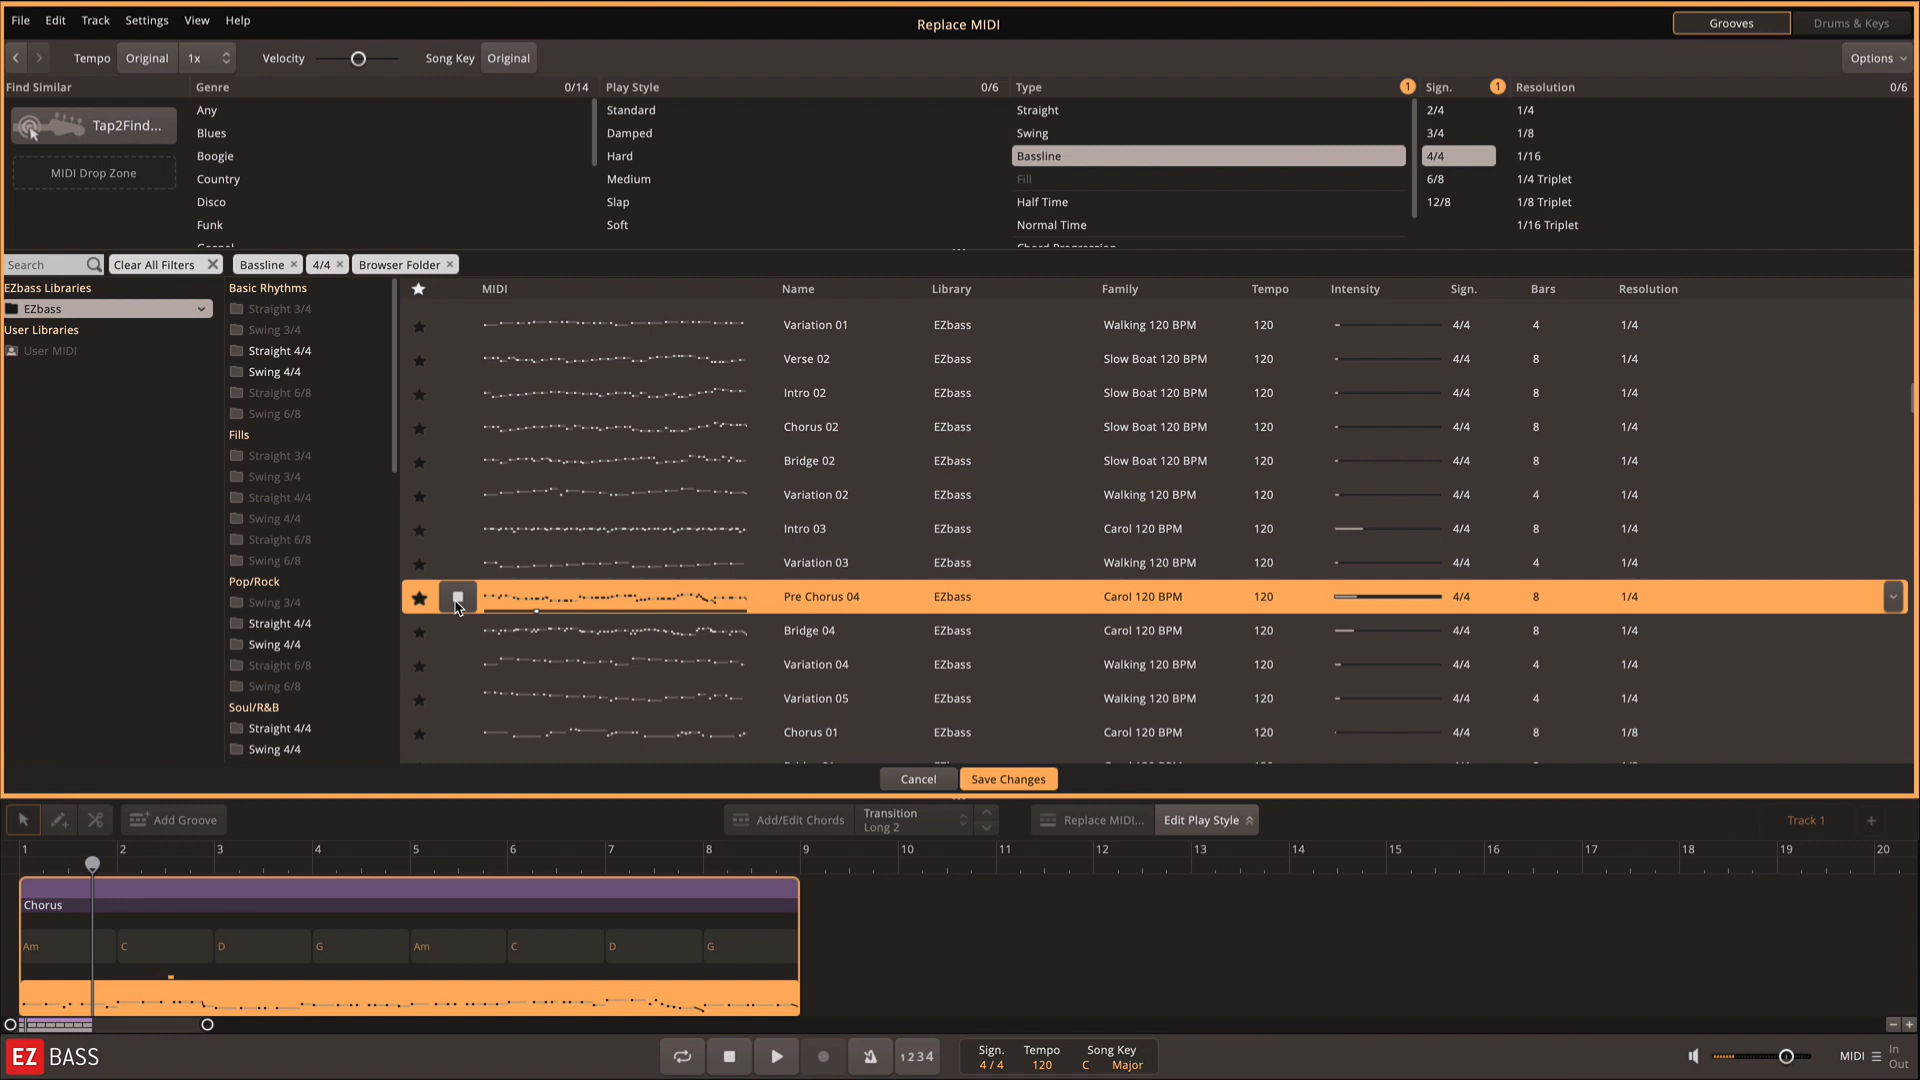 File Edit Track Settings View Help
Replace MIDI
Grooves Drums & Keys
Tempo Original 1x Velocity Song Key Original Options
Find Similar
Tap2Find...
MIDI Drop Zone
Genre 0/14
Any
Blues
Boogie
Country
Disco
Funk
Gospel
Play Style 0/6
Standard
Damped
Hard
Medium
Slap
Soft
Type 1
Straight
Swing
Bassline
Fill
Half Time
Normal Time
Chord Progression
Sign. 1
2/4
3/4
4/4
6/8
12/8
Resolution 0/6
1/4
1/8
1/16
1/4 Triplet
1/8 Triplet
1/16 Triplet
Search Clear All Filters Bassline 4/4 Browser Folder
EZbass Libraries
EZbass
User Libraries
User MIDI
Basic Rhythms
Straight 3/4
Swing 3/4
Straight 4/4
Swing 4/4
Straight 6/8
Swing 6/8
Fills
Straight 3/4
Swing 3/4
Straight 4/4
Swing 4/4
Straight 6/8
Swing 6/8
Pop/Rock
Swing 3/4
Straight 4/4
Swing 4/4
Straight 6/8
Swing 6/8
Soul/R&B
Straight 4/4
Swing 4/4
MIDI Name Library Family Tempo Intensity Sign. Bars Resolution
Variation 01 EZbass Walking 120 BPM 120 4/4 4 1/4
Verse 02 EZbass Slow Boat 120 BPM 120 4/4 8 1/4
Intro 02 EZbass Slow Boat 120 BPM 120 4/4 8 1/4
Chorus 02 EZbass Slow Boat 120 BPM 120 4/4 8 1/4
Bridge 02 EZbass Slow Boat 120 BPM 120 4/4 8 1/4
Variation 02 EZbass Walking 120 BPM 120 4/4 4 1/4
Intro 03 EZbass Carol 120 BPM 120 4/4 8 1/4
Variation 03 EZbass Walking 120 BPM 120 4/4 4 1/4
Pre Chorus 04 EZbass Carol 120 BPM 120 4/4 8 1/4
Bridge 04 EZbass Carol 120 BPM 120 4/4 8 1/4
Variation 04 EZbass Walking 120 BPM 120 4/4 4 1/4
Variation 05 EZbass Walking 120 BPM 120 4/4 4 1/4
Chorus 01 EZbass Carol 120 BPM 120 4/4 8 1/8
Cancel Save Changes
Add Groove Add/Edit Chords Transition Replace MIDI... Edit Play Style Track 1 +
Long 2
1 2 3 4 5 6 7 8 9 10 11 12 13 14 15 16 17 18 19 20
Chorus
Am C D G Am C D G
EZ BASS
1234
Sign. Tempo Song Key
4 / 4 120 C Major
MIDI In
Out